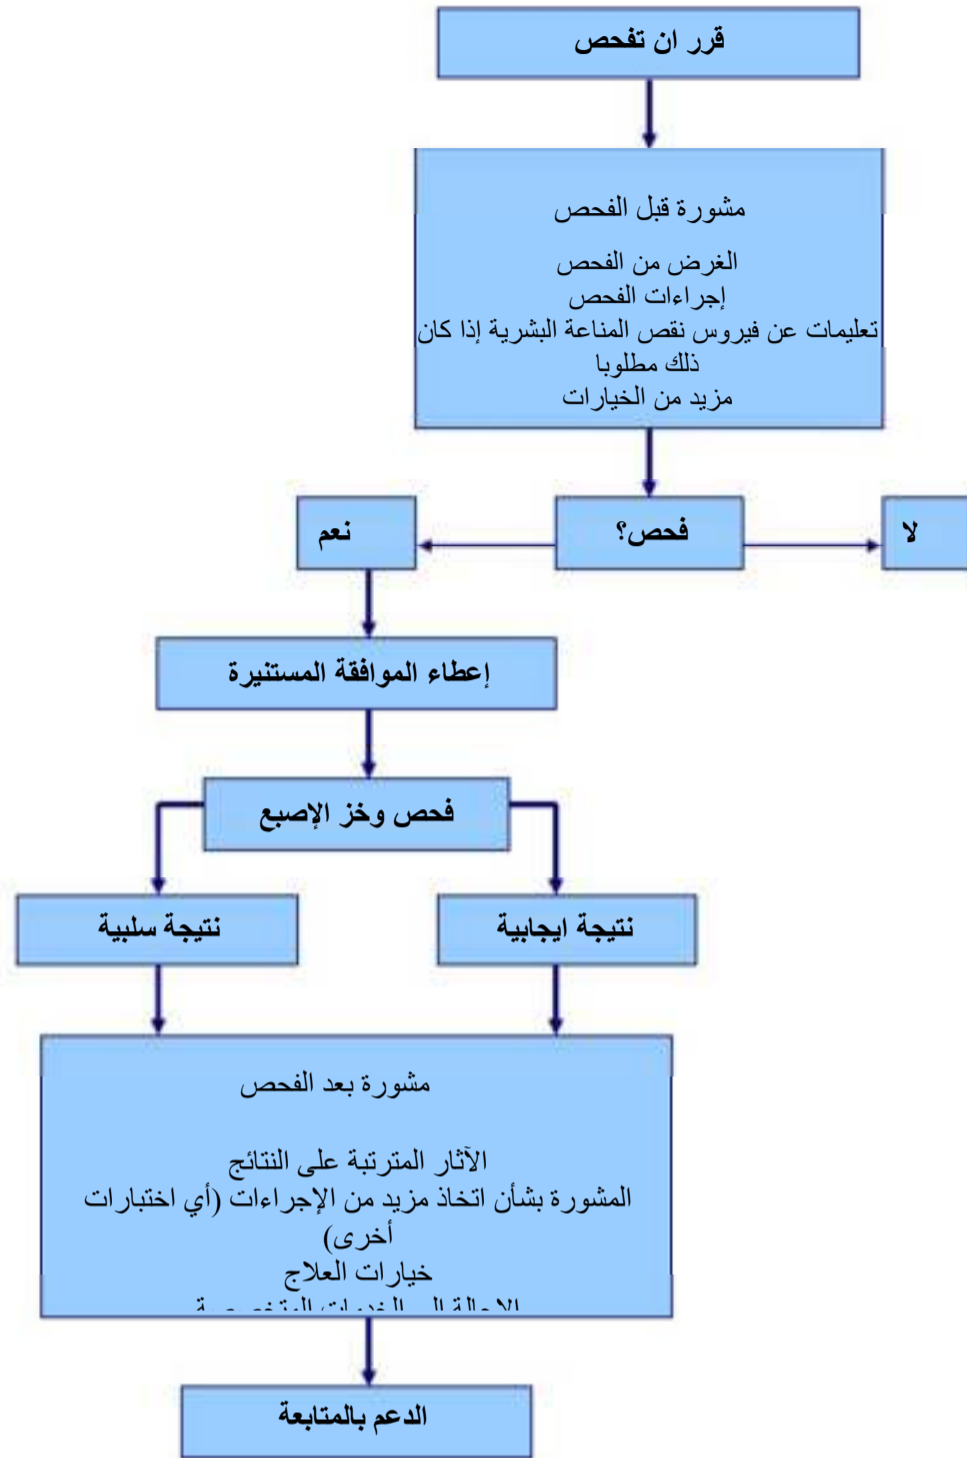 قرر ان تفحص
مشورة قبل الفحص
الغرض من الفحص
إجراءات الفحص
تعليمات عن فيروس نقص المناعة البشرية إذا كان
ذلك مطلوبا
مزيد من الخيارات
نعم
فحص؟
لا
إعطاء الموافقة المستنيرة
فحص وخز الإصبع
نتيجة ايجابية
نتيجة سلبية
مشورة بعد الفحص
الآثار المترتبة على النتائج
المشورة بشأن اتخاذ مزيد من الإجراءات (أي اختبارات
أخرى)
خيارات العلاج
الدعم بالمتابعة